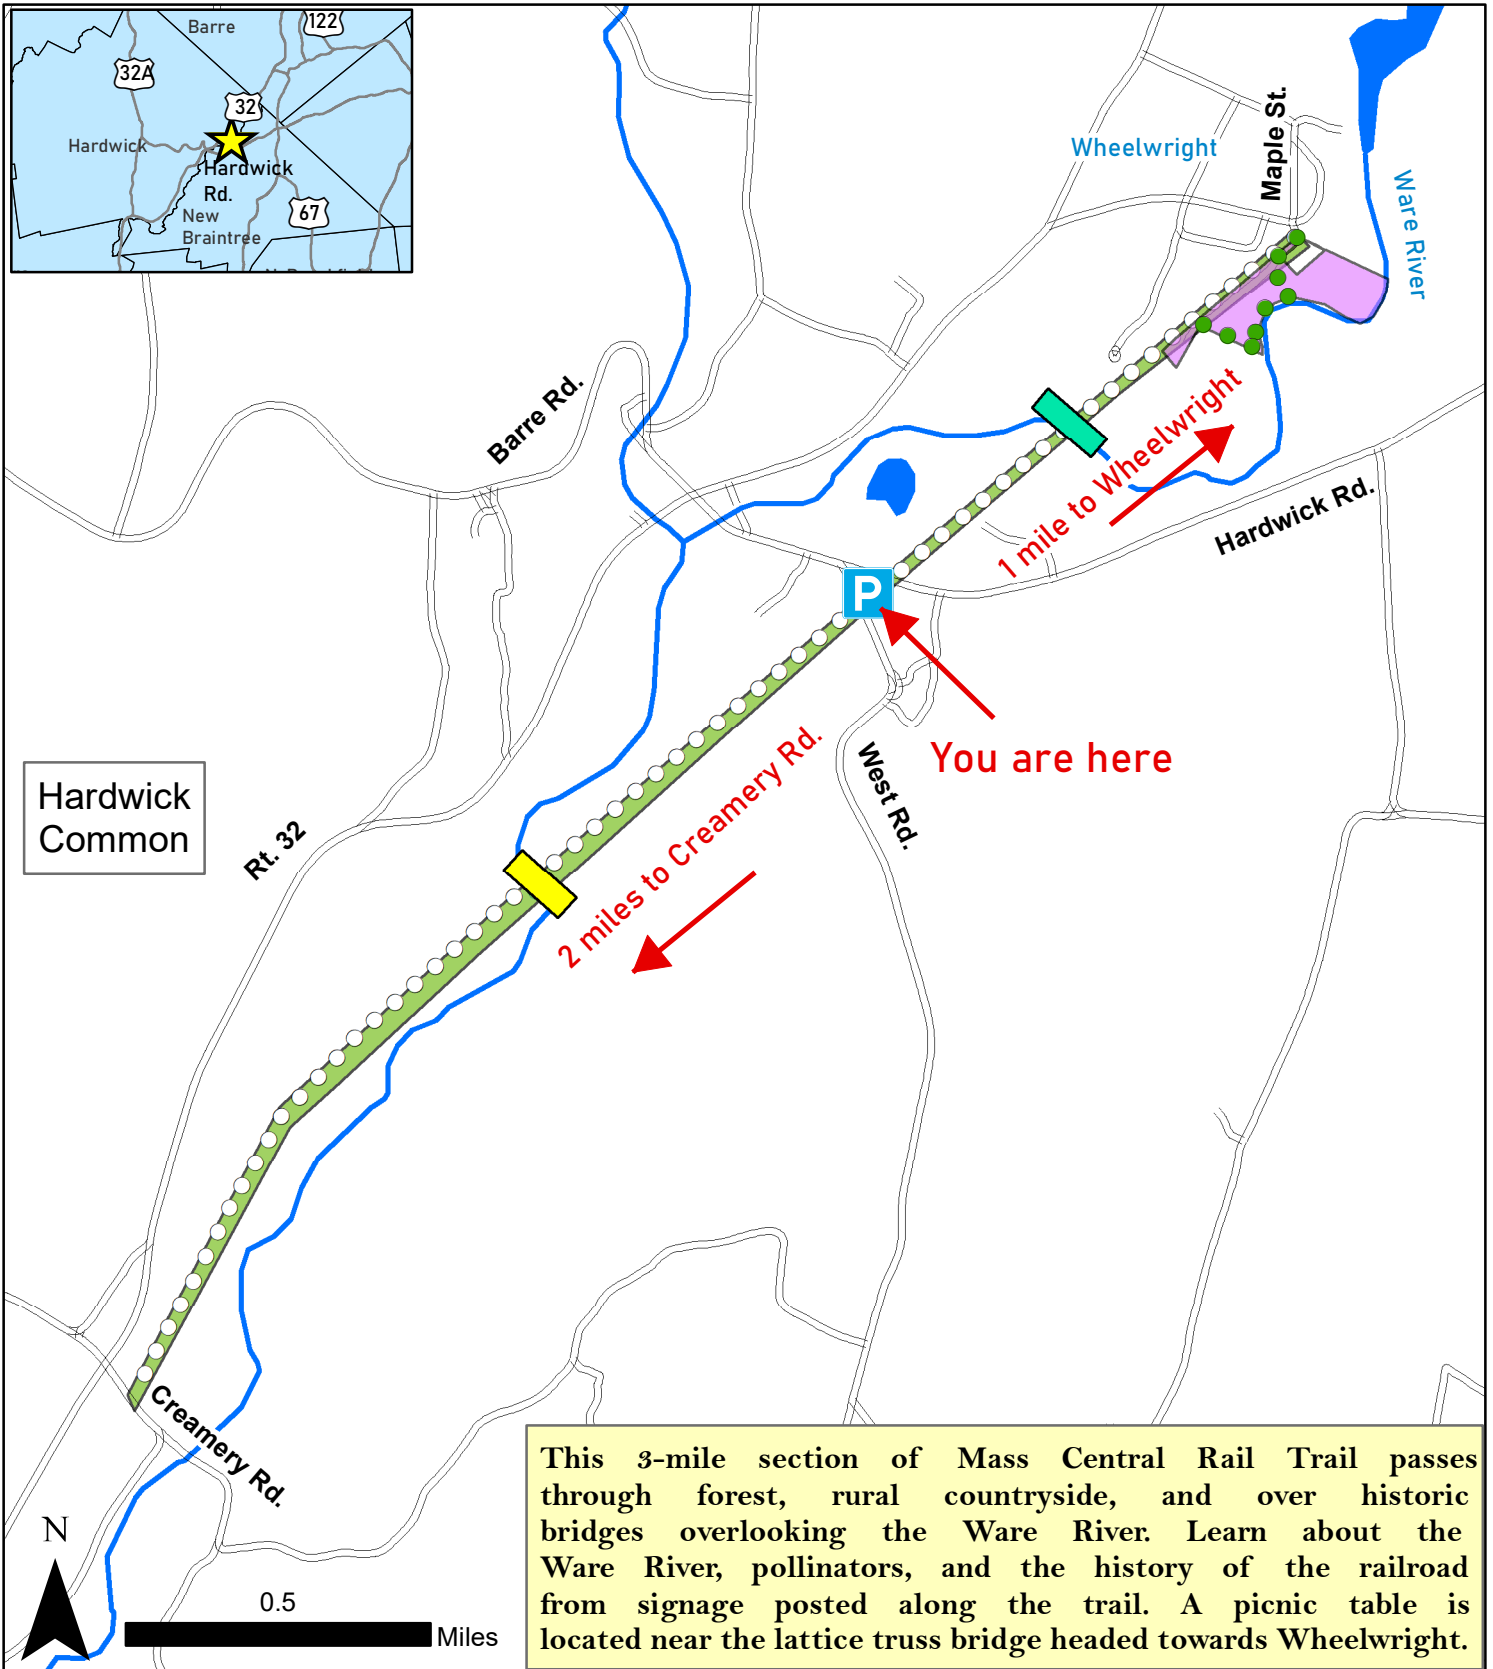 Barre
122
32A
32
Hardwick
Hardwick
Rd.
New
Braintree
67
Wheelwright
Maple St.
Ware River
Barre Rd.
1 mile to Wheelwright
Hardwick Rd.
P
You are here
West Rd.
2 miles to Creamery Rd.
Hardwick
Common
Rt. 32
Creamery Rd.
N
0.5
Miles
This 3-mile section of Mass Central Rail Trail passes
through forest, rural countryside, and over historic
bridges overlooking the Ware River. Learn about the
Ware River, pollinators, and the history of the railroad
from signage posted along the trail. A picnic table is
located near the lattice truss bridge headed towards Wheelwright.